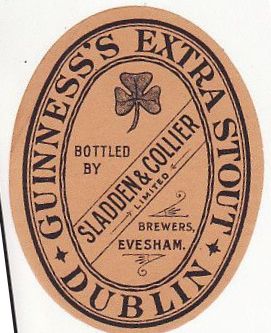 GUINNESS'S EXTRA STOUT
DUBLIN
BOTTLED
BY
SLADDEN & COLLIER
LIMITED
BREWERS,
EVESHAM.